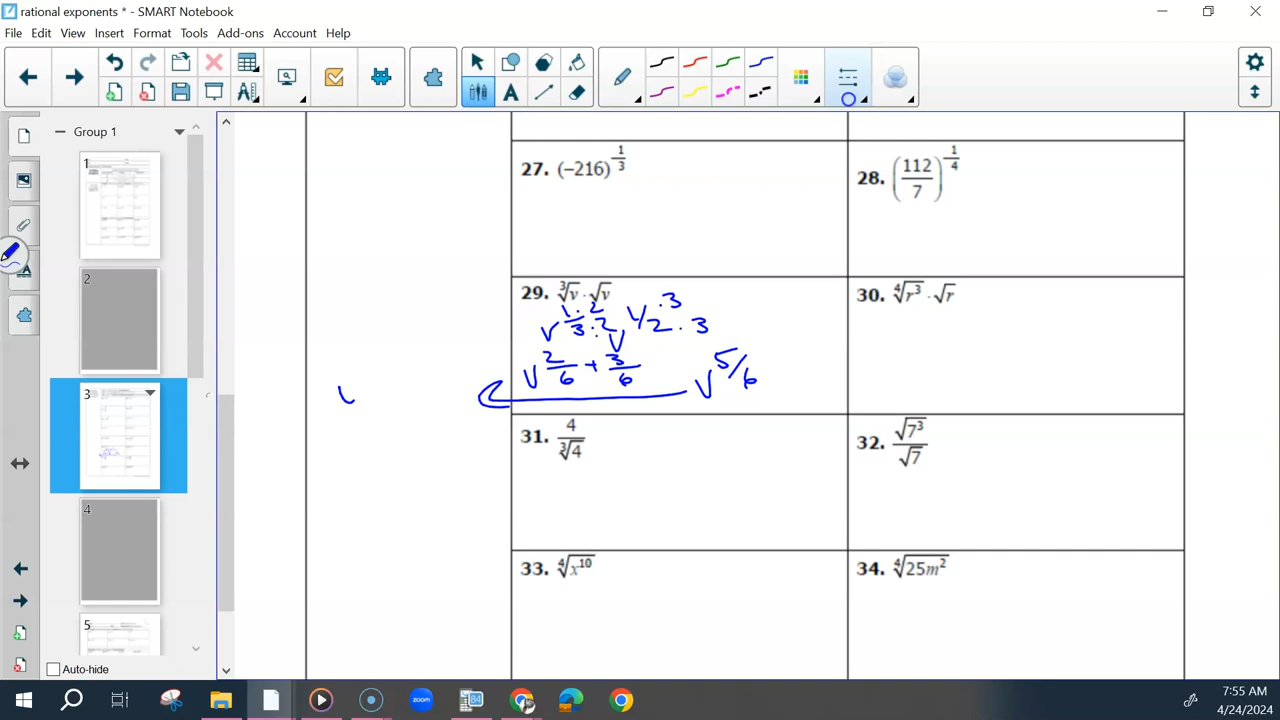 rational exponents * - SMART Notebook
File Edit View Insert Format Tools Add-ons Account Help
Group 1
1
2
3
4
5
Auto-hide
27. (−216)^{1/3}
28. (112/7)^{-1/4}
29. ∛v · √v
v^{1·2/3·2} v^{1/2 ·3/·3}
v^{2/6 + 3/6} v^{5/6}
30. ∜r³ · √r
31. 4/∛4
32. √7³/√7
33. ∜x¹⁰
34. ∜25m²
zoom
7:55 AM
4/24/2024